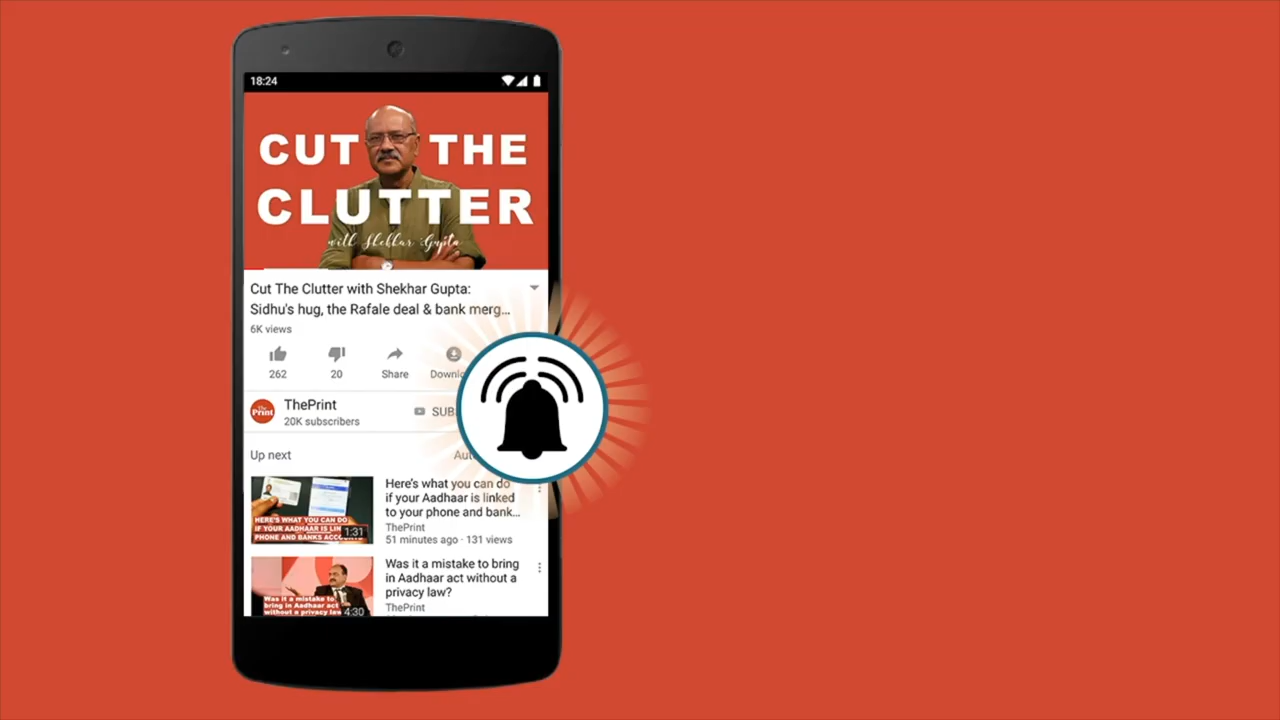 18:24
CUT THE
CLUTTER
with Shekhar Gupta
Cut The Clutter with Shekhar Gupta:
Sidhu's hug, the Rafale deal & bank merg...
6K views
262
20
Share
Downlo
ThePrint
20K subscribers
SUB
The
Print
Up next
Aut
Here's what you can do
if your Aadhaar is linked
to your phone and bank...
ThePrint
51 minutes ago · 131 views
HERE'S WHAT YOU CAN DO
IF YOUR AADHAAR IS LIN
PHONE AND BANKS ACCO
1:31
Was it a mistake to bring
in Aadhaar act without a
privacy law?
ThePrint
Was it a mistake to
bring in Aadhaar act
without a privacy law
4:30